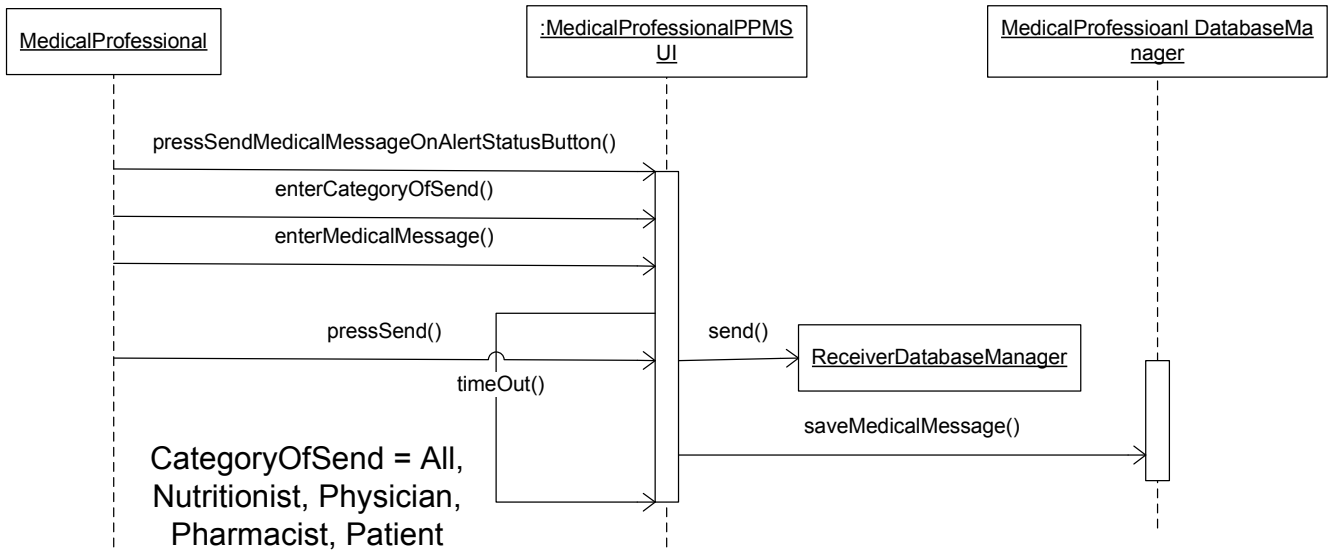 MedicalProfessional
:MedicalProfessionalPPMS
UI
MedicalProfessioanl DatabaseMa
nager
pressSendMedicalMessageOnAlertStatusButton()
enterCategoryOfSend()
enterMedicalMessage()
pressSend()
send()
ReceiverDatabaseManager
timeOut()
saveMedicalMessage()
CategoryOfSend = All,
Nutritionist, Physician,
Pharmacist, Patient